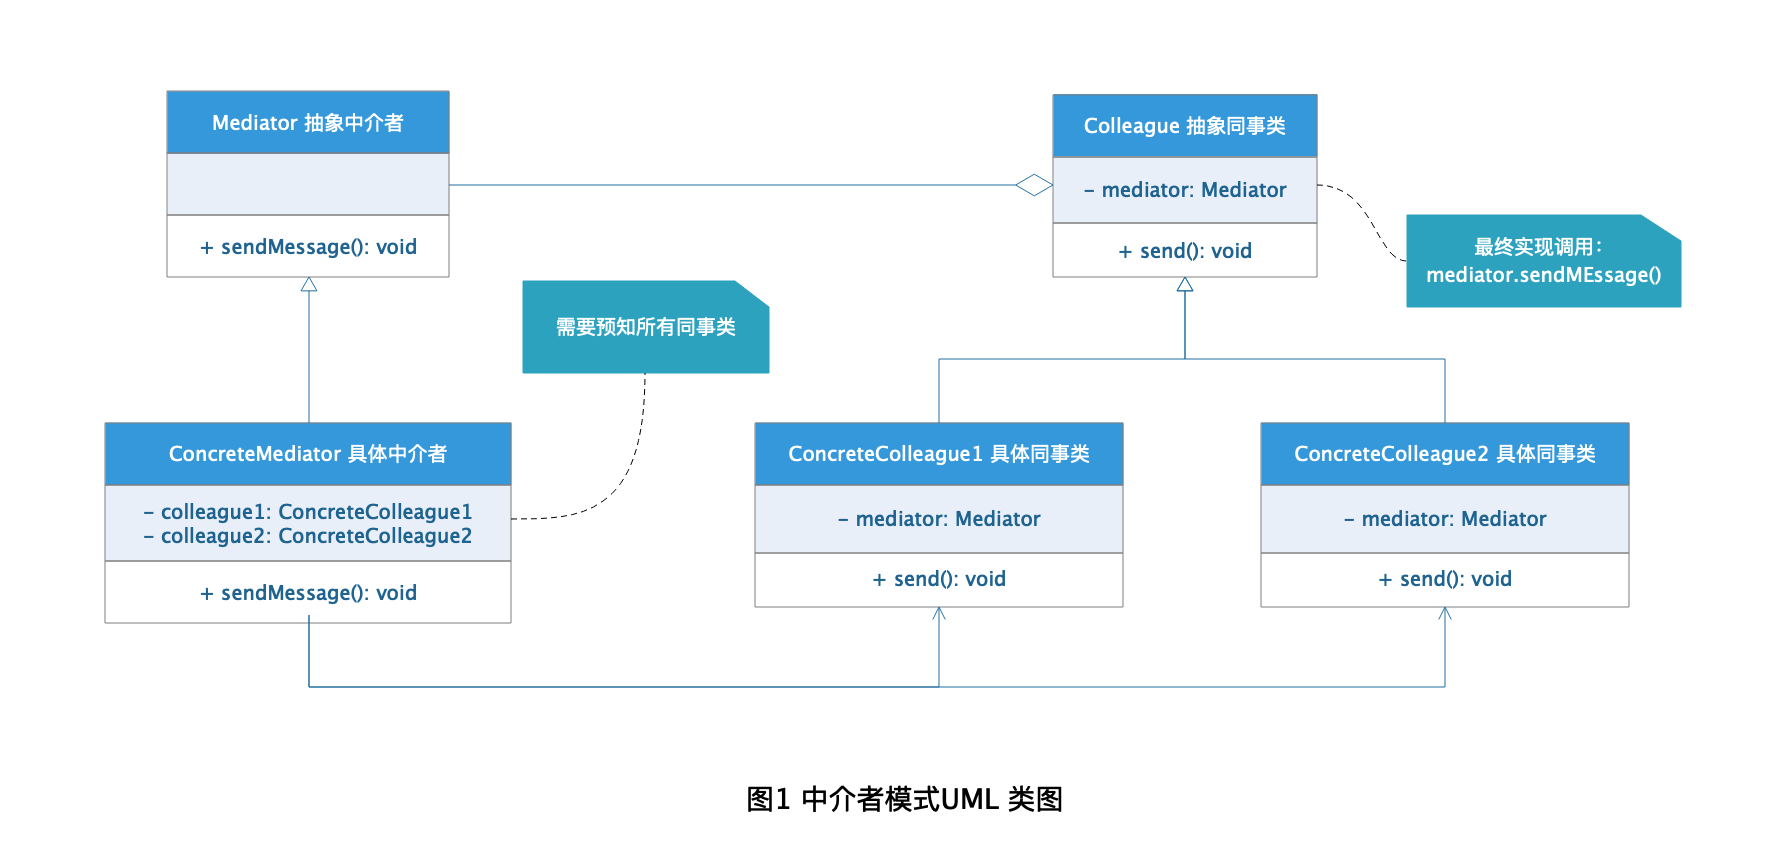 Mediator 抽象中介者
+ sendMessage(): void
Colleague 抽象同事类
- mediator: Mediator
+ send(): void
最终实现调用：
mediator.sendMEssage()
需要预知所有同事类
ConcreteMediator 具体中介者
- colleague1: ConcreteColleague1
- colleague2: ConcreteColleague2
+ sendMessage(): void
ConcreteColleague1 具体同事类
- mediator: Mediator
+ send(): void
ConcreteColleague2 具体同事类
- mediator: Mediator
+ send(): void
图1 中介者模式UML 类图